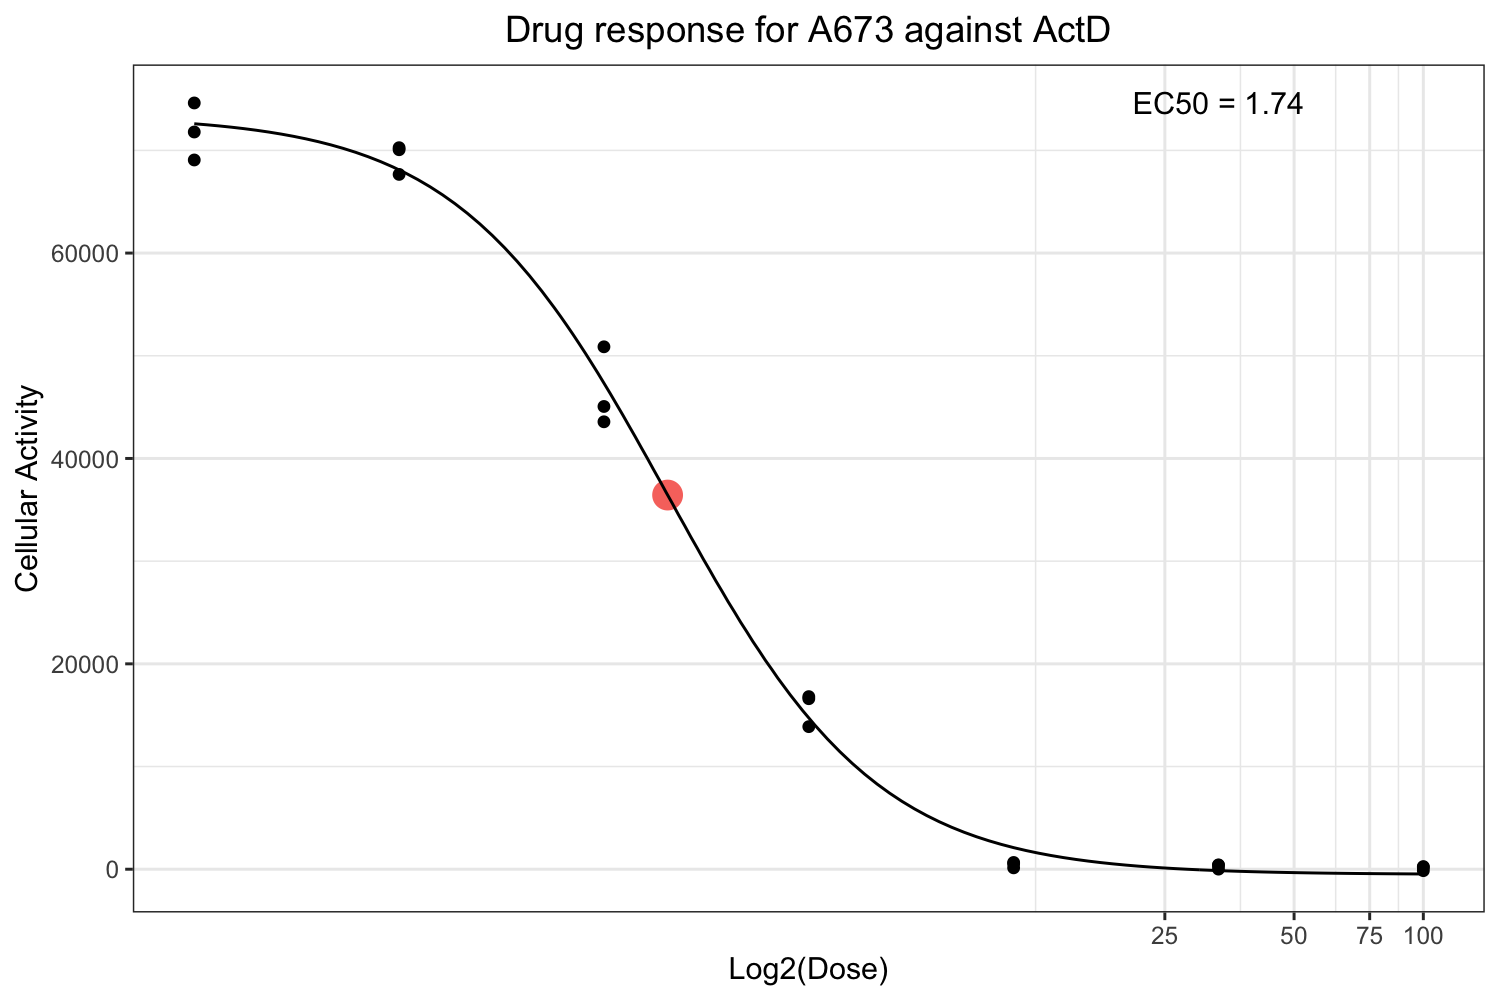 Drug response for A673 against ActD
EC50 = 1.74
Cellular Activity
60000
40000
20000
0
25 50 75 100
Log2(Dose)